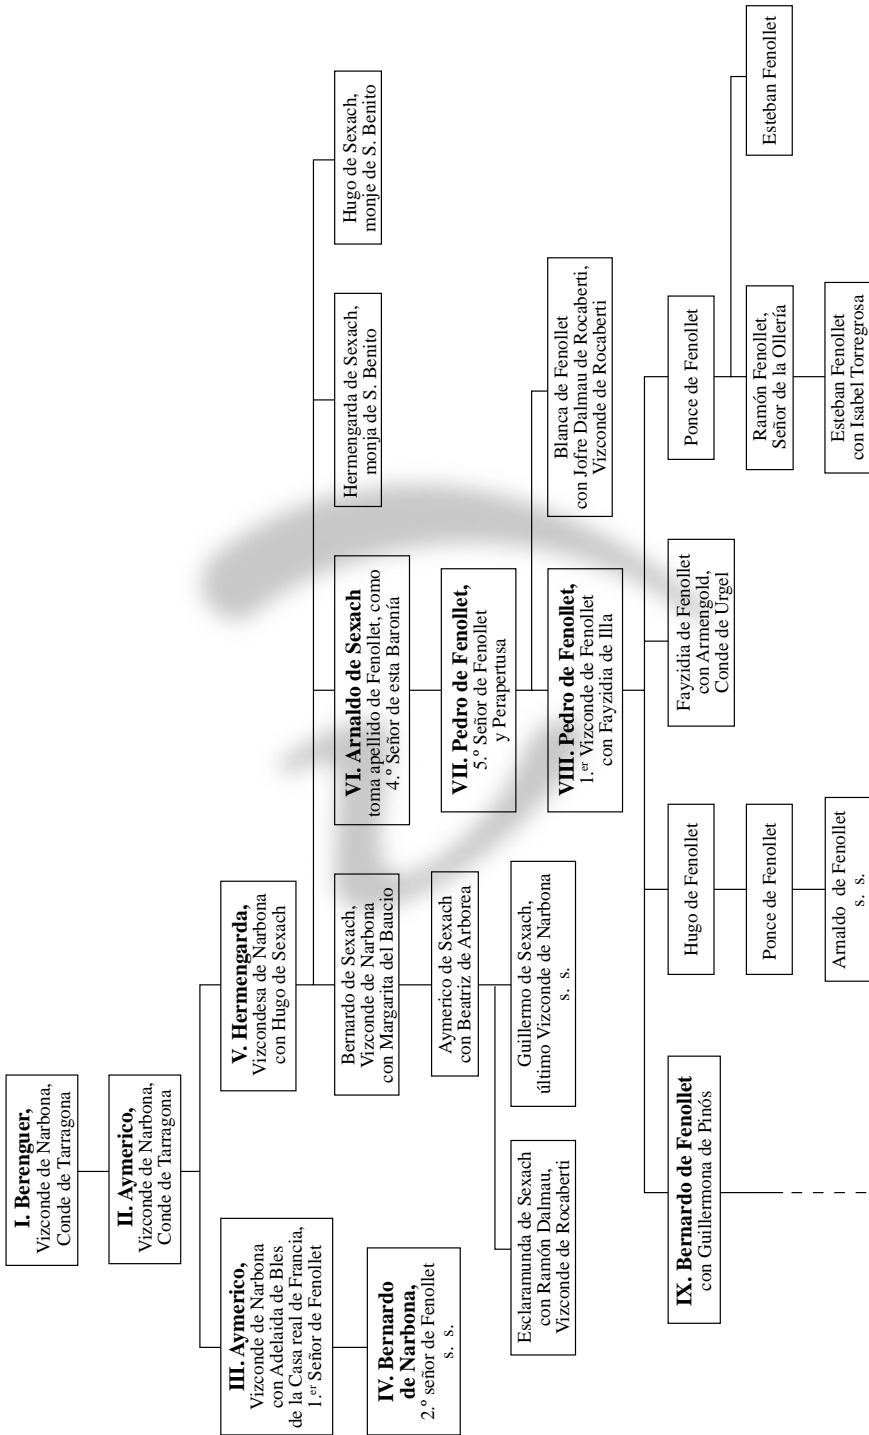 I. Berenguer,
Vizconde de Narbona,
Conde de Tarragona
II. Aymerico,
Vizconde de Narbona,
Conde de Tarragona
III. Aymerico,
Vizconde de Narbona
con Adelaida de Bles
de la Casa real de Francia,
1.er Señor de Fenollet
V. Hermengarda,
Vizcondesa de Narbona
con Hugo de Sexach
IV. Bernardo
de Narbona,
2.º señor de Fenollet
s. s.
Bernardo de Sexach,
Vizconde de Narbona
con Margarita del Baucio
VI. Arnaldo de Sexach
toma apellido de Fenollet, como
4.º Señor de esta Baronía
Hermengarda de Sexach,
monja de S. Benito
Hugo de Sexach,
monje de S. Benito
Aymerico de Sexach
con Beatriz de Arborea
VII. Pedro de Fenollet,
5.º Señor de Fenollet
y Perapertusa
Esclaramunda de Sexach
con Ramón Dalmau,
Vizconde de Rocaberti
Guillermo de Sexach,
último Vizconde de Narbona
s. s.
VIII. Pedro de Fenollet,
1.er Vizconde de Fenollet
con Fayzidia de Illa
Blanca de Fenollet
con Jofre Dalmau de Rocaberti,
Vizconde de Rocaberti
IX. Bernardo de Fenollet
con Guillermona de Pinós
Hugo de Fenollet
Fayzidia de Fenollet
con Armengold,
Conde de Urgel
Ponce de Fenollet
Ponce de Fenollet
Ramón Fenollet,
Señor de la Ollería
Esteban Fenollet
Arnaldo de Fenollet
s. s.
Esteban Fenollet
con Isabel Torregrosa